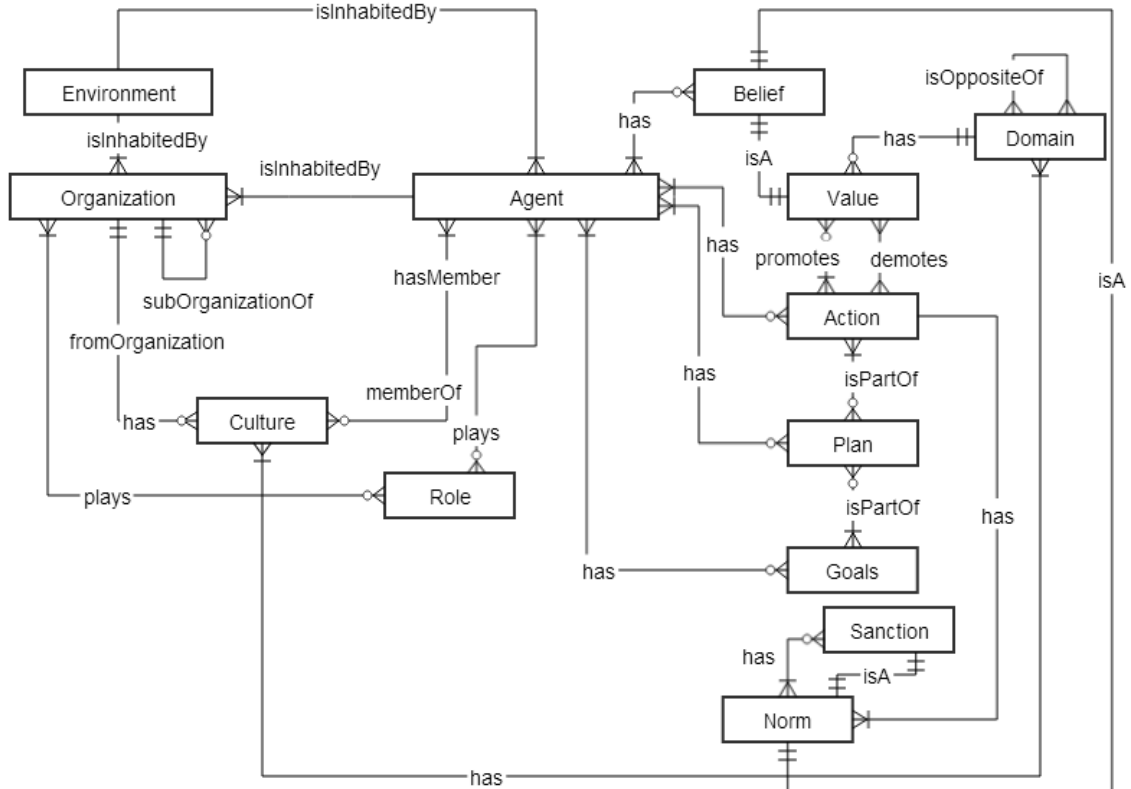 isInhabitedBy
Environment
Belief
isOppositeOf
Domain
isInhabitedBy
has
has
isA
isInhabitedBy
Organization
Agent
Value
has
promotes
demotes
hasMember
isA
subOrganizationOf
Action
fromOrganization
has
isPartOf
memberOf
has
Culture
plays
Plan
plays
Role
isPartOf
has
has
Goals
Sanction
has
isA
Norm
has